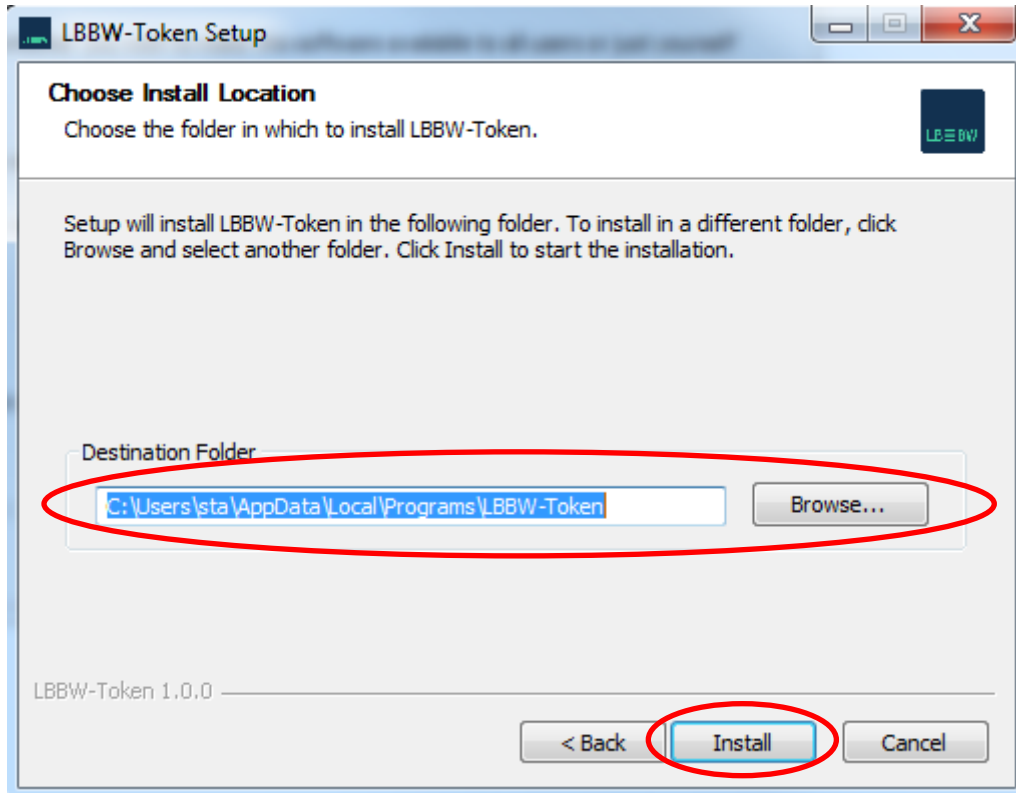 LBBW-Token Setup
Choose Install Location
Choose the folder in which to install LBBW-Token.
LB≡BW
Setup will install LBBW-Token in the following folder. To install in a different folder, click
Browse and select another folder. Click Install to start the installation.
Destination Folder
C:\Users\sta\AppData\Local\Programs\LBBW-Token
Browse...
LBBW-Token 1.0.0
< Back
Install
Cancel